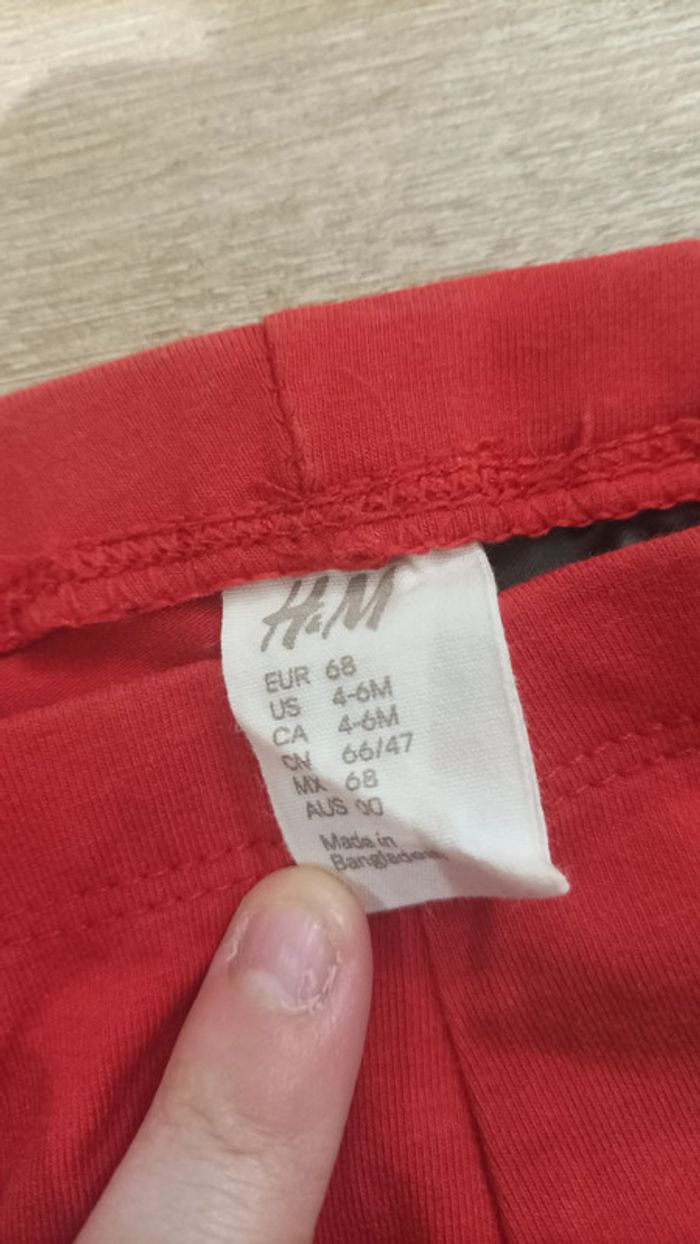 H&M
EUR 68
US 4-6M
CA 4-6M
CN 66/47
MX 68
AUS 00
Made in
Bangladesh